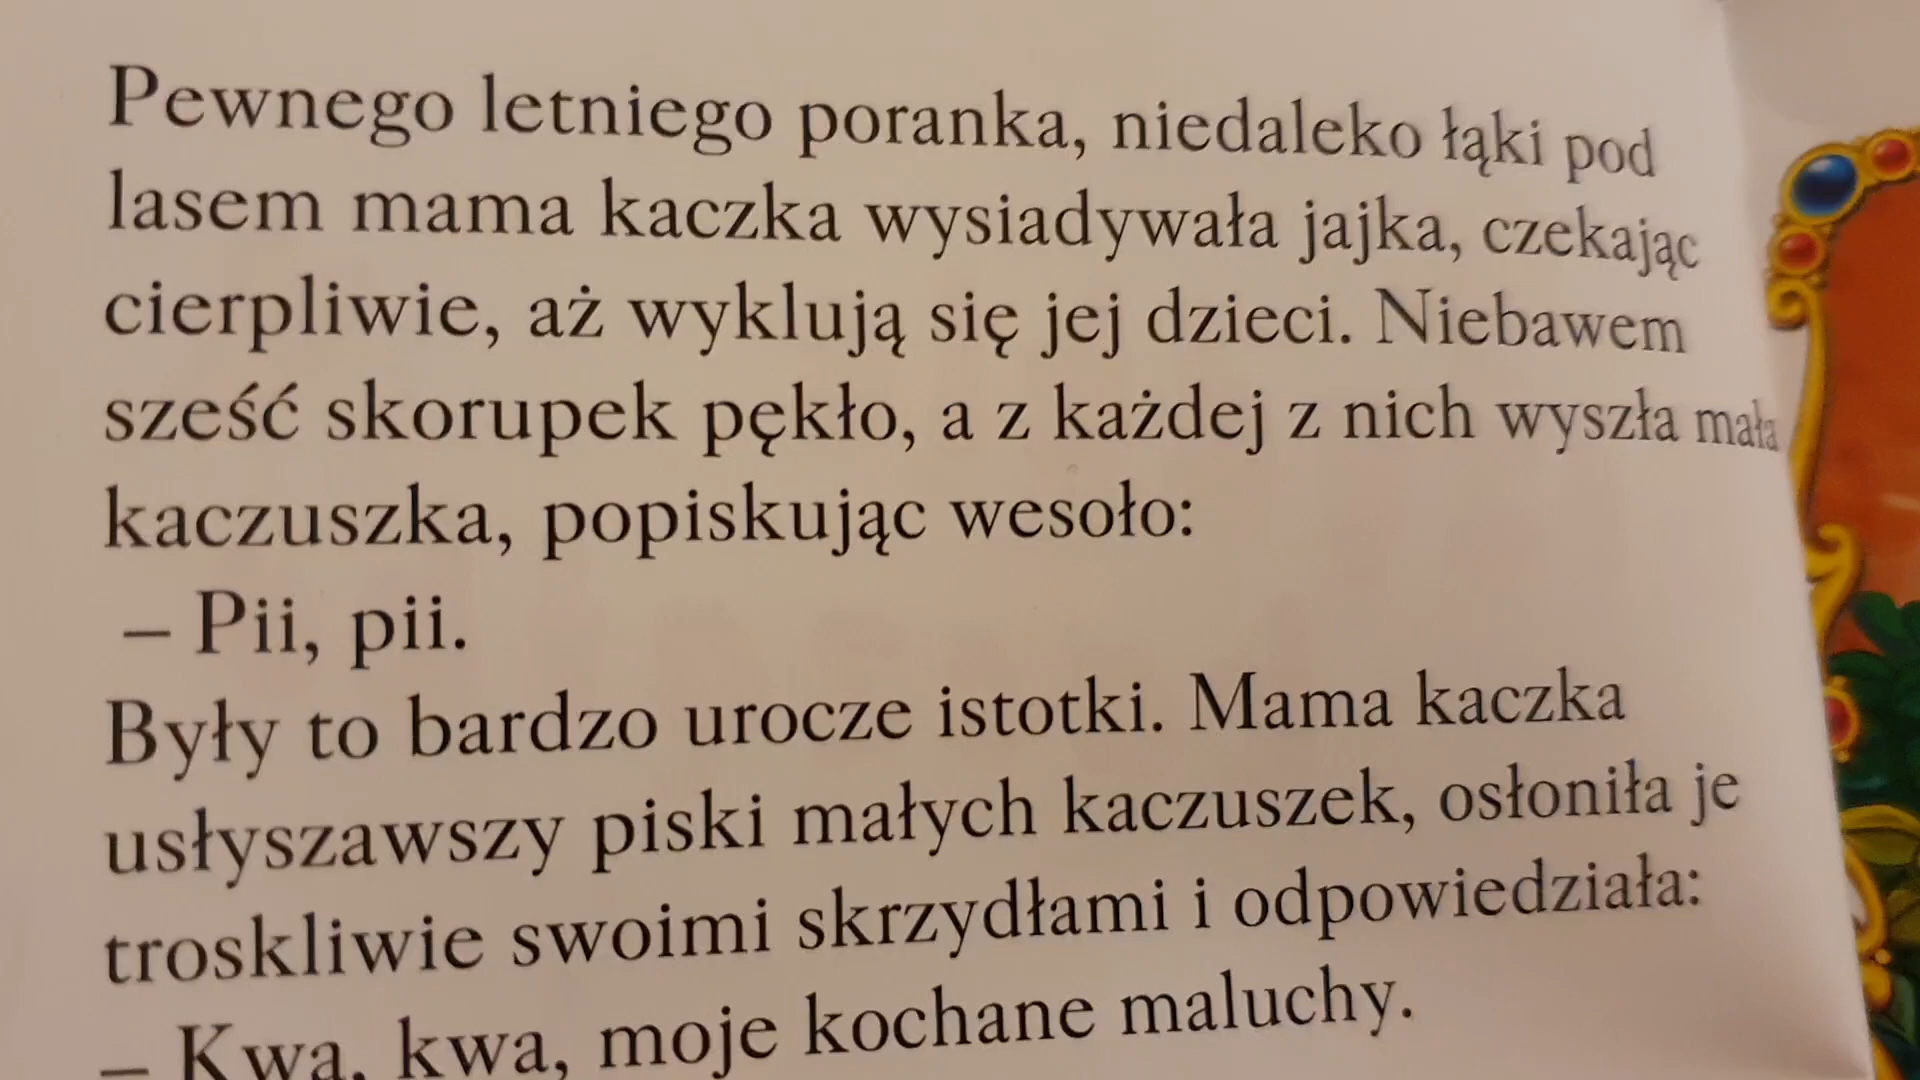 Pewnego letniego poranka, niedaleko łąki pod
lasem mama kaczka wysiadywała jajka, czekając
cierpliwie, aż wyklują się jej dzieci. Niebawem
sześć skorupek pękło, a z każdej z nich wyszła mała
kaczuszka, popiskując wesoło:
– Pii, pii.
Były to bardzo urocze istotki. Mama kaczka
usłyszawszy piski małych kaczuszek, osłoniła je
troskliwie swoimi skrzydłami i odpowiedziała:
– Kwa, kwa, moje kochane maluchy.